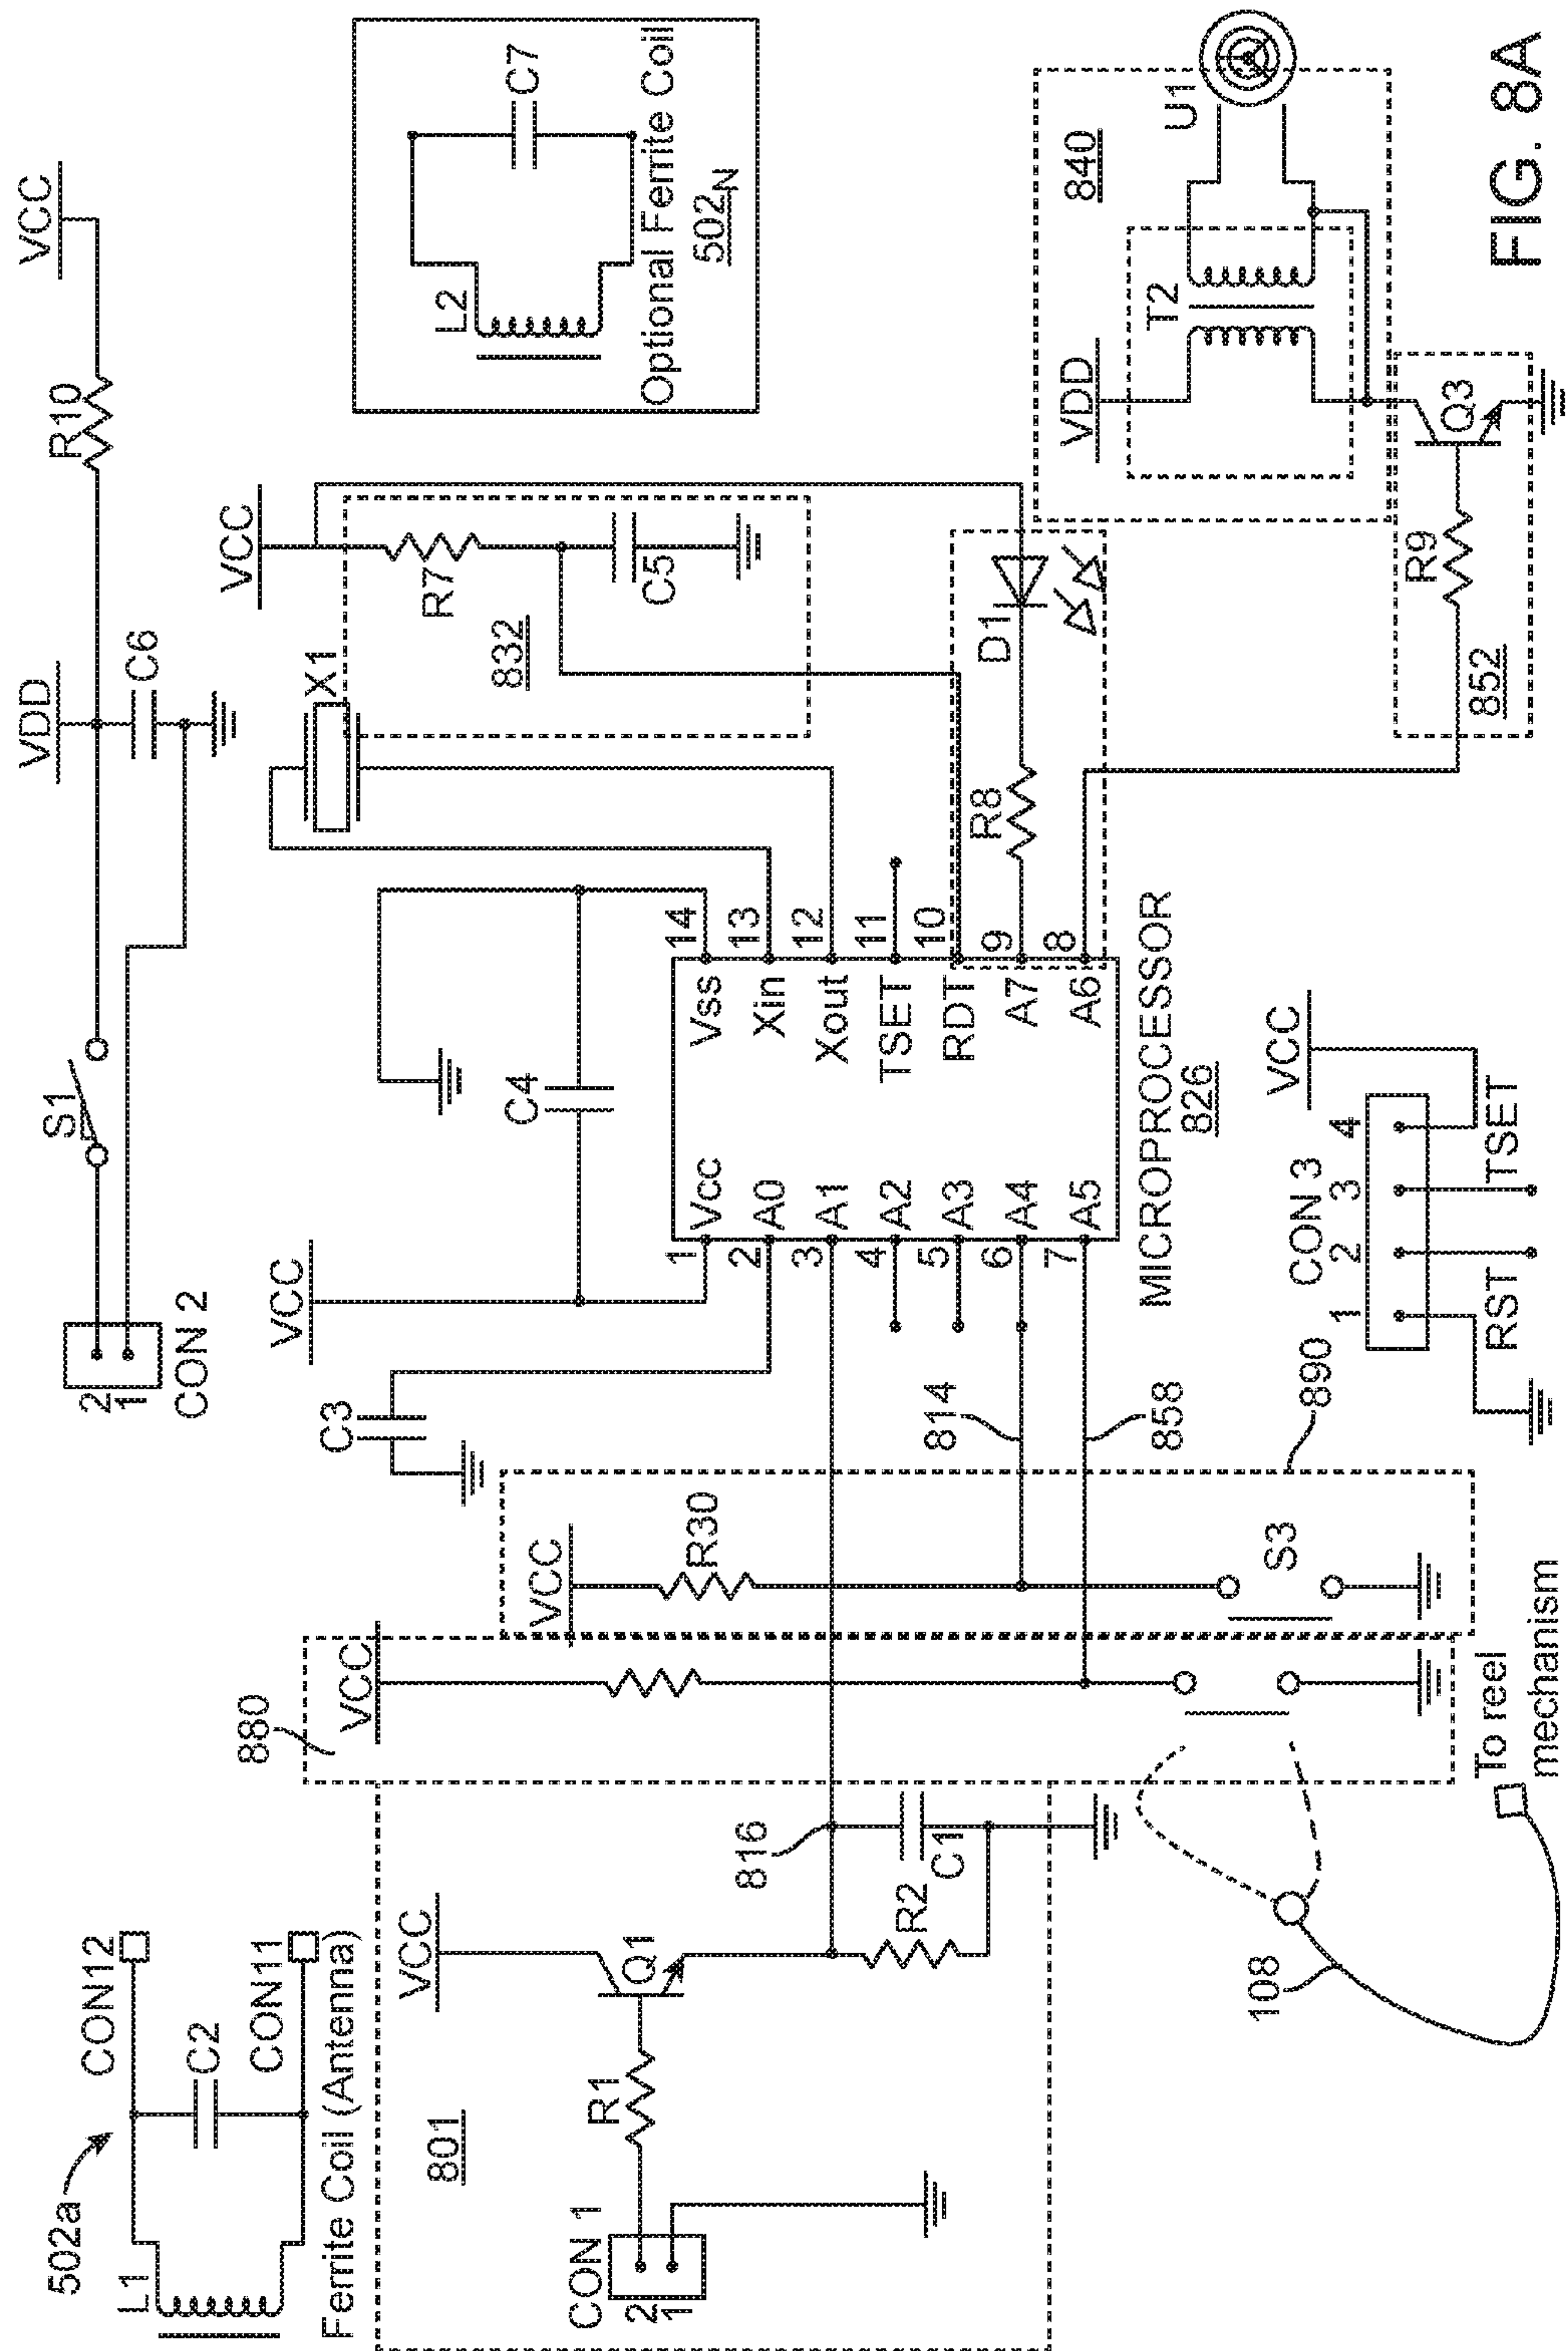 502a
L1
C2
CON12
CON11
Ferrite Coil (Antenna)
CON 2
2
1
S1
VDD
C6
R10
VCC
L2
C7
Optional Ferrite Coil
502N
801
CON 1
2
1
R1
Q1
VCC
R2
C1
816
880
VCC
VCC
R30
S3
890
814
858
108
To reel
mechanism
C3
VCC
C4
1
2
3
4
5
6
7
Vcc
A0
A1
A2
A3
A4
A5
Vss
Xin
Xout
TSET
RDT
A7
A6
14
13
12
11
10
9
8
MICROPROCESSOR
826
X1
VCC
R7
C5
832
R8
D1
CON 3
1
2
3
4
VCC
RST
TSET
R9
Q3
852
VDD
T2
840
U1
FIG. 8A